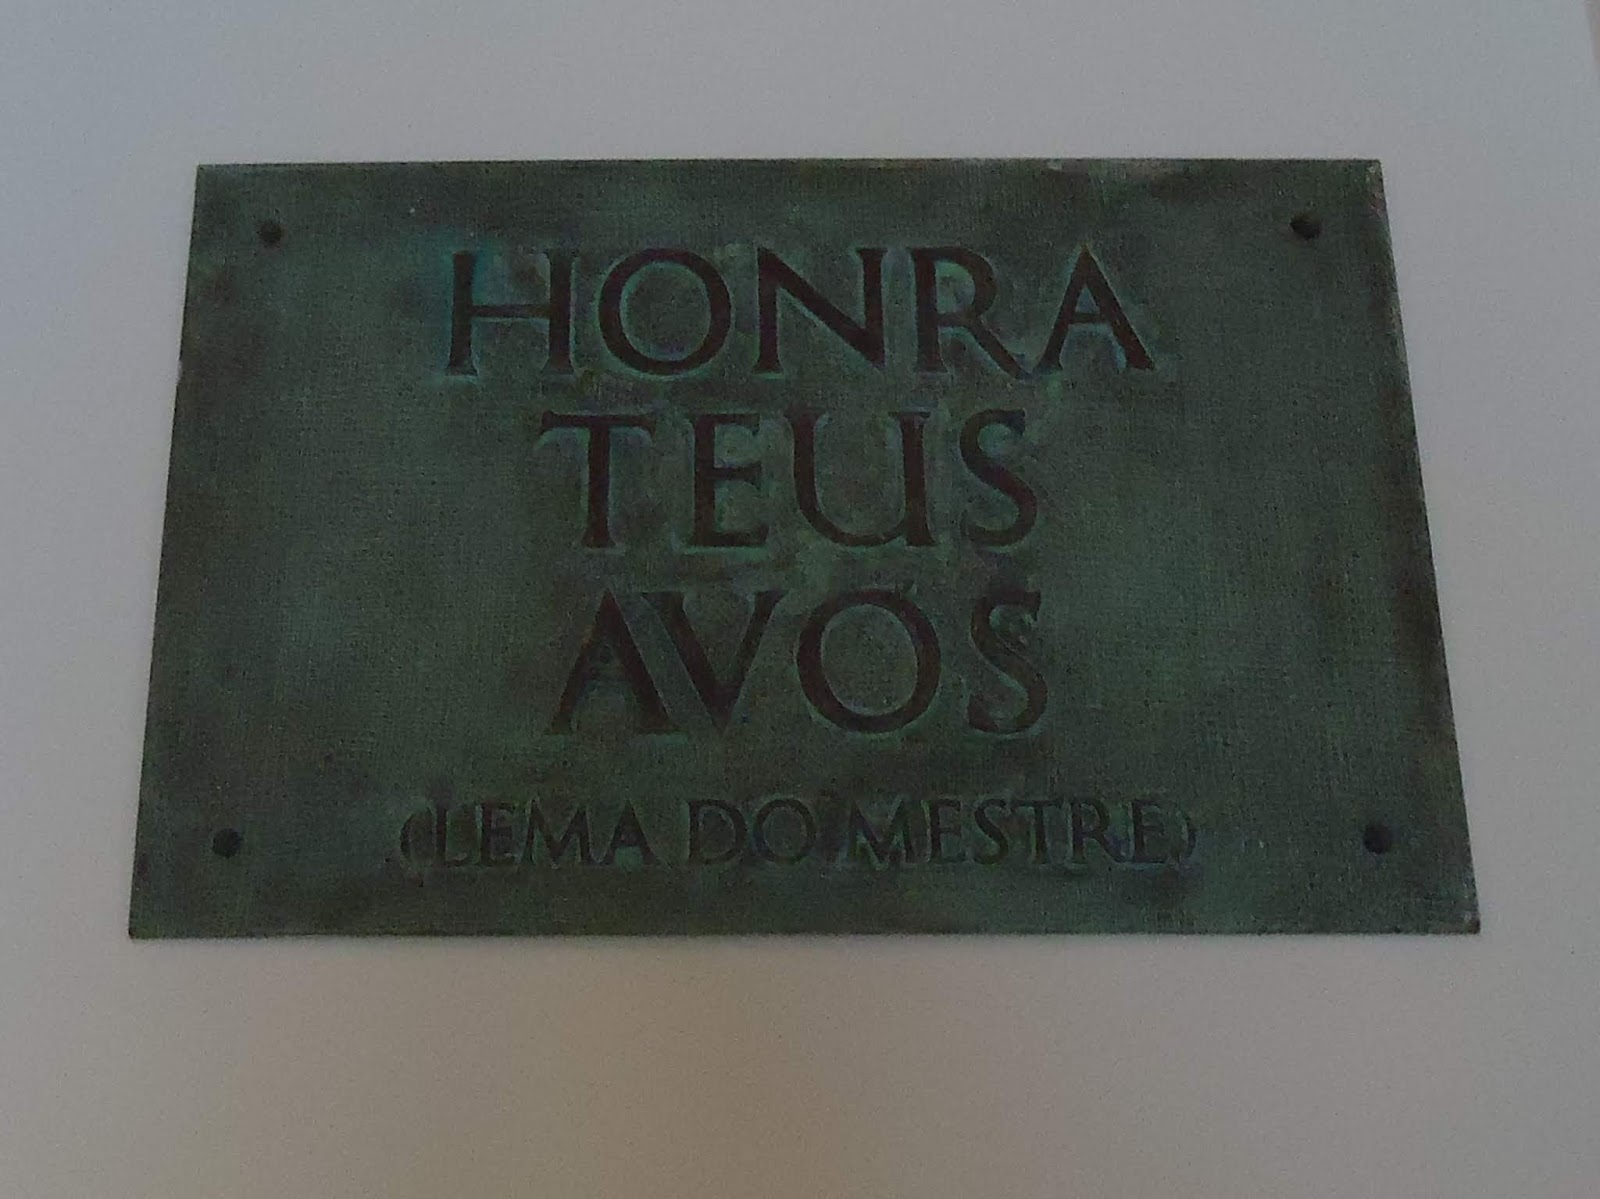 HONRA
TEUS
AVÓS
(LEMA DO MESTRE)